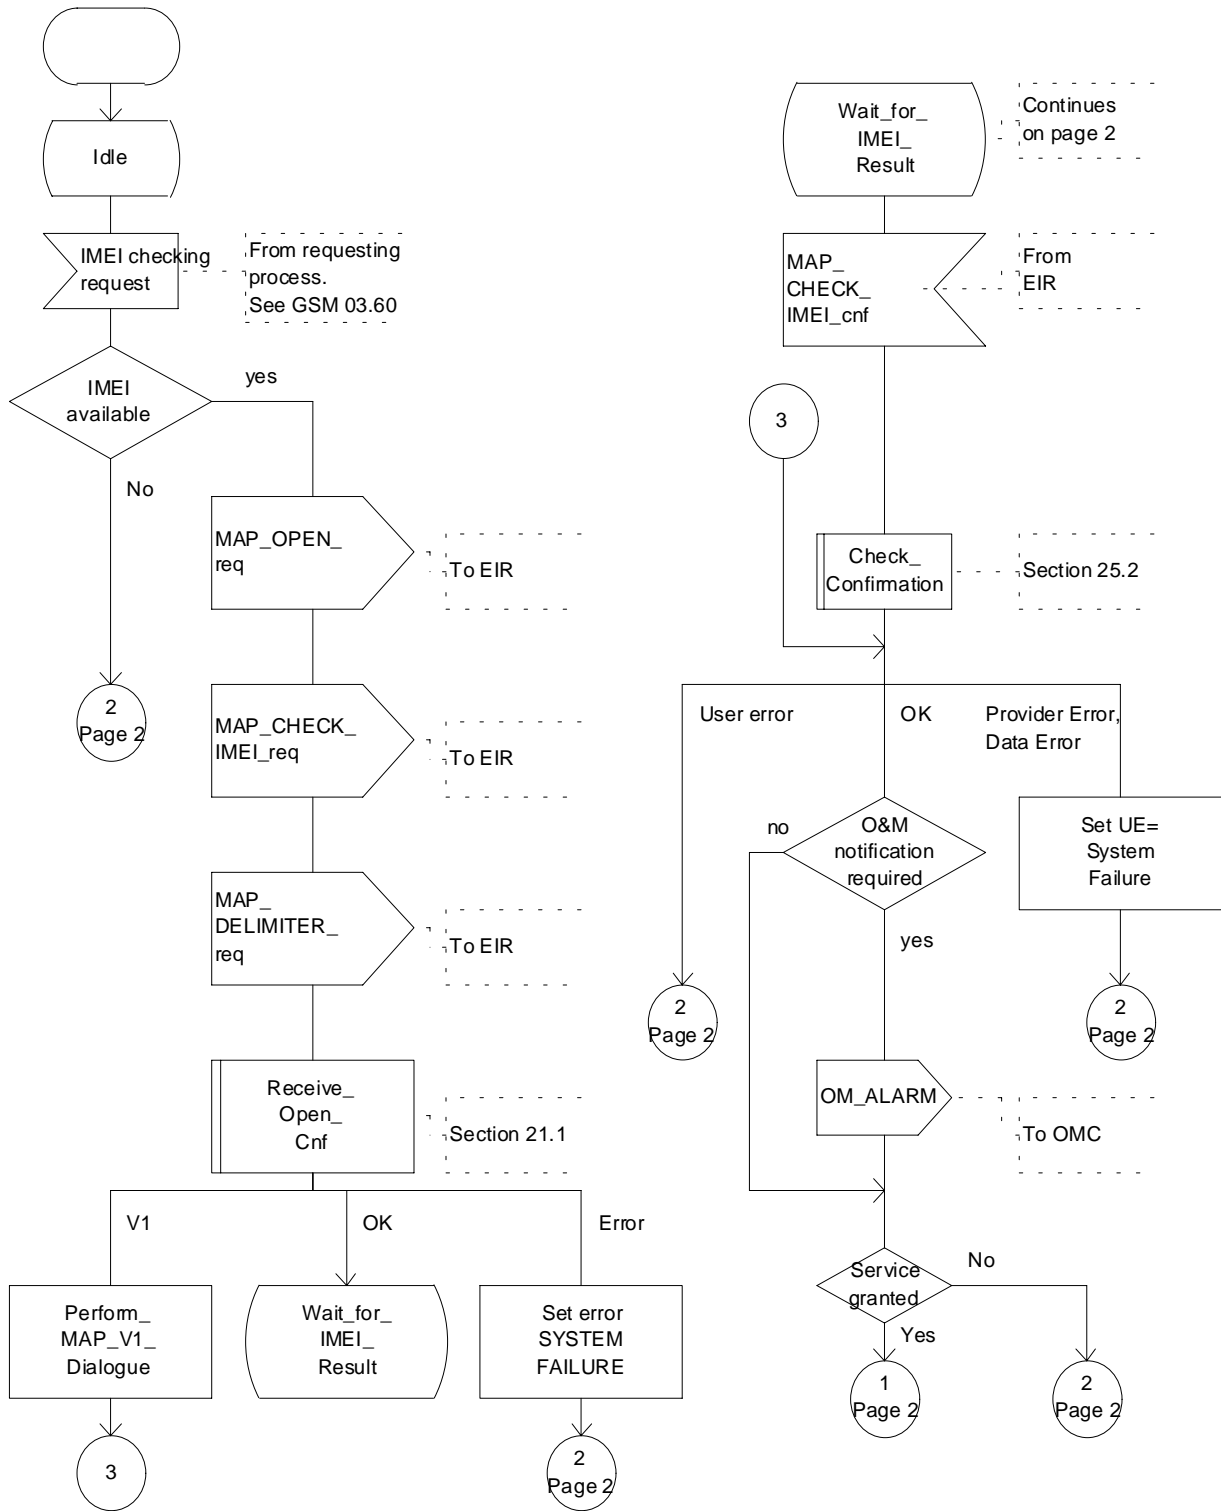 Idle
IMEI checking
request
From requesting
process.
See GSM 03.60
IMEI
available
yes
No
2
Page 2
MAP_OPEN_
req
To EIR
MAP_CHECK_
IMEI_req
To EIR
MAP_
DELIMITER_
req
To EIR
Receive_
Open_
Cnf
Section 21.1
V1
OK
Error
Perform_
MAP_V1_
Dialogue
Wait_for_
IMEI_
Result
Set error
SYSTEM
FAILURE
3
2
Page 2
Wait_for_
IMEI_
Result
Continues
on page 2
MAP_
CHECK_
IMEI_cnf
From
EIR
3
Check_
Confirmation
Section 25.2
User error
OK
Provider Error,
Data Error
no
O&M
notification
required
Set UE=
System
Failure
yes
2
Page 2
2
Page 2
OM_ALARM
To OMC
Service
granted
No
Yes
1
Page 2
2
Page 2